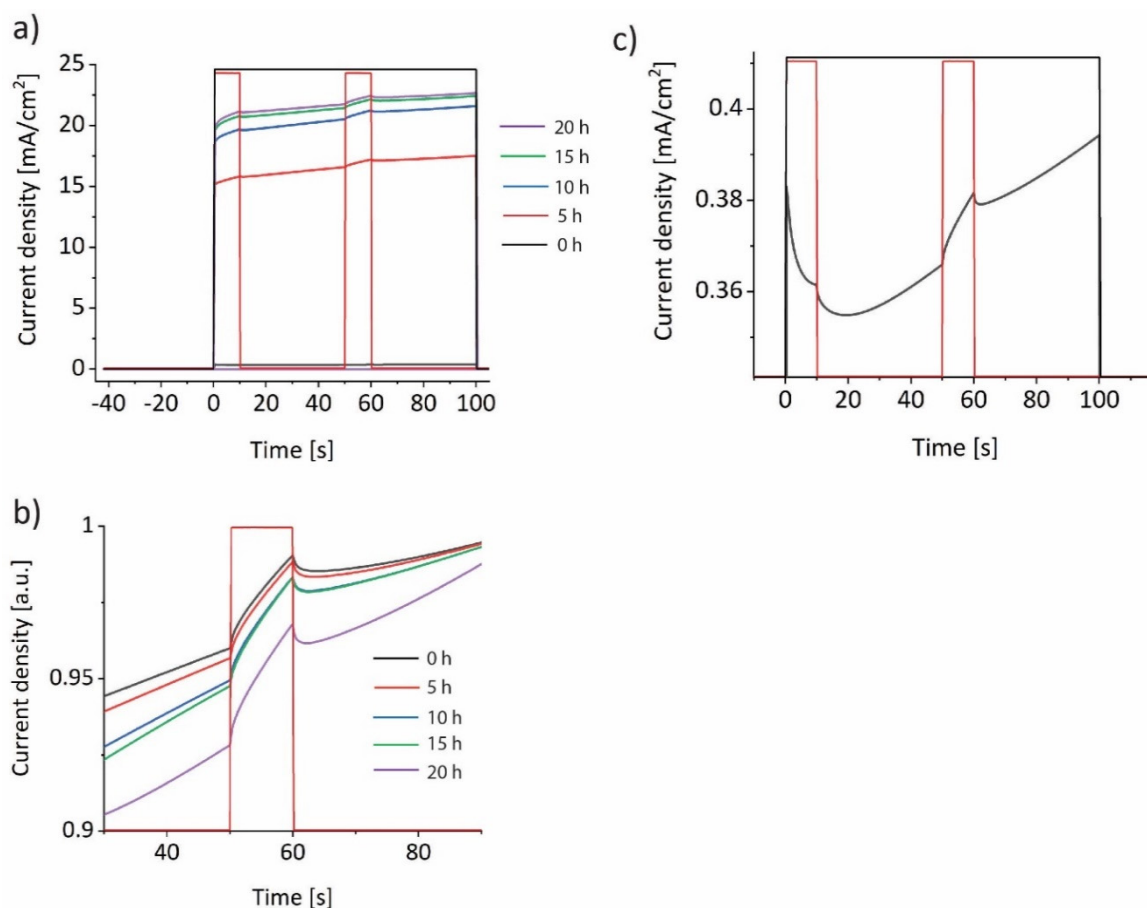 a)
Current density [mA/cm²]
25
20
15
10
5
0
-40 -20 0 20 40 60 80 100
Time [s]
20 h
15 h
10 h
5 h
0 h
c)
Current density [mA/cm²]
0.4
0.38
0.36
0 20 40 60 80 100
Time [s]
b)
Current density [a.u.]
1
0.95
0.9
40 60 80
Time [s]
0 h
5 h
10 h
15 h
20 h